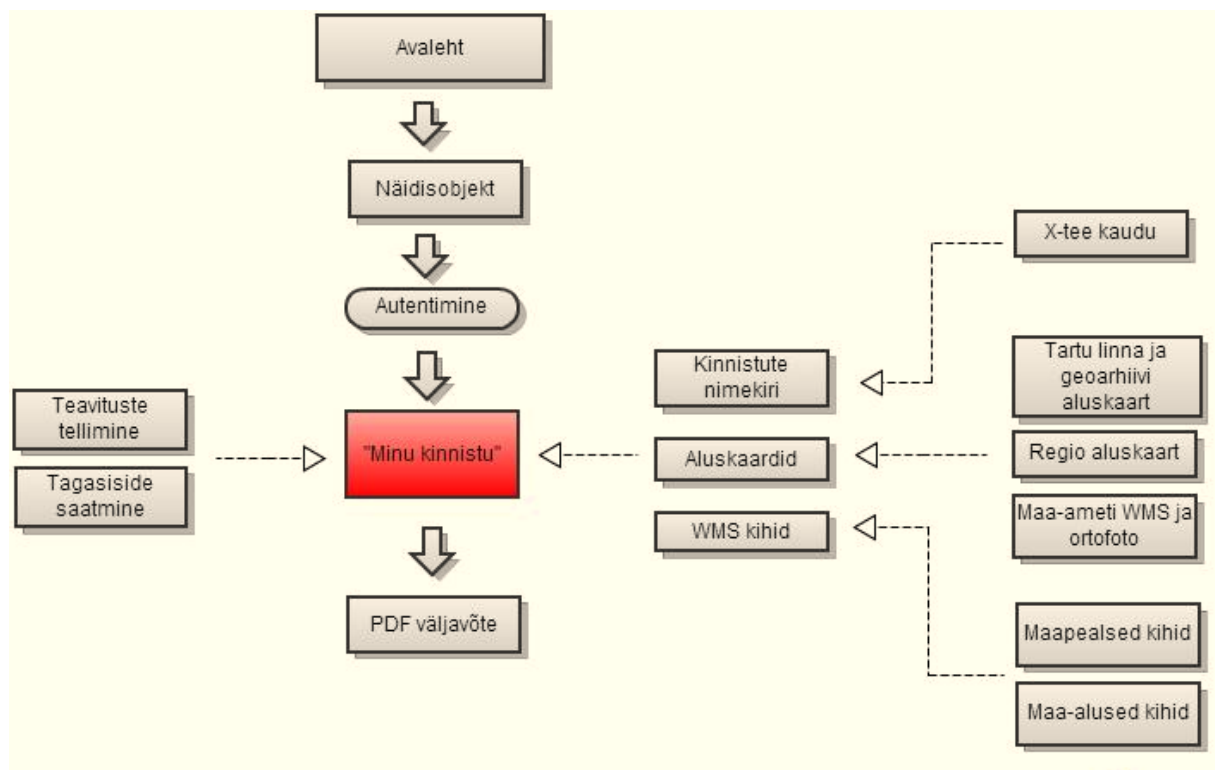 Avaleht
Näidisobjekt
Autentimine
"Minu kinnistu"
PDF väljavõte
Teavituste
tellimine
Tagasiside
saatmine
Kinnistute
nimekiri
Aluskaardid
WMS kihid
X-tee kaudu
Tartu linna ja
geoarhiivi
aluskaart
Regio aluskaart
Maa-ameti WMS ja
ortofoto
Maapealsed kihid
Maa-alused kihid